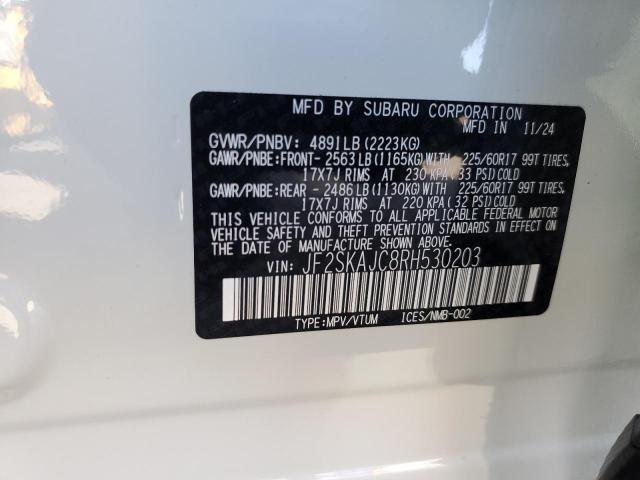 MFD BY SUBARU CORPORATION
MFD IN 11/24
GVWR/PNBV: 4891LB(2223KG)
GAWR/PNBE:FRONT- 2563LB(1165KG)WITH 225/60R17 99T TIRES,
17X7J RIMS AT 230 KPA(33 PSI)COLD
GAWR/PNBE:REAR - 2486LB(1130KG)WITH 225/60R17 99T TIRES,
17X7J RIMS AT 220 KPA(32 PSI)COLD
THIS VEHICLE CONFORMS TO ALL APPLICABLE FEDERAL MOTOR
VEHICLE SAFETY AND THEFT PREVENTION STANDARDS IN EFFECT ON
THE DATE OF MANUFACTURE SHOWN ABOVE.
VIN: JF2SKAJC8RH530203
TYPE:MPV/VTUM ICES/NMB-002